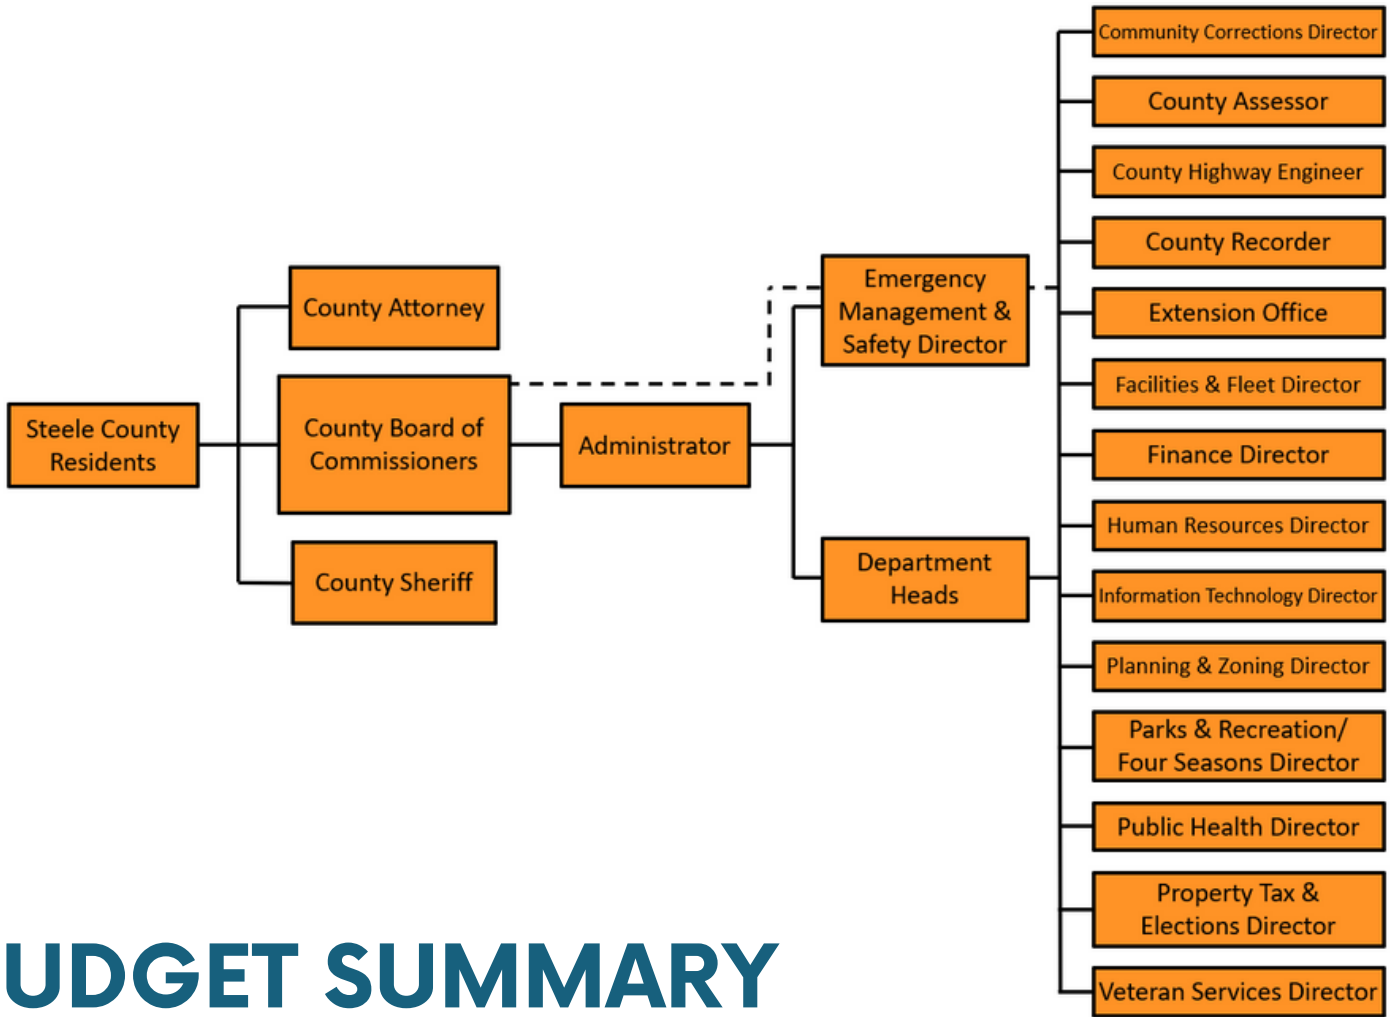 Steele County
Residents
County Attorney
County Board of
Commissioners
County Sheriff
Administrator
Emergency
Management &
Safety Director
Department
Heads
Community Corrections Director
County Assessor
County Highway Engineer
County Recorder
Extension Office
Facilities & Fleet Director
Finance Director
Human Resources Director
Information Technology Director
Planning & Zoning Director
Parks & Recreation/
Four Seasons Director
Public Health Director
Property Tax &
Elections Director
Veteran Services Director
UDGET SUMMARY